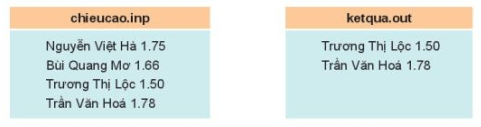 chieucao.inp
Nguyễn Việt Hà 1.75
Bùi Quang Mơ 1.66
Trương Thị Lộc 1.50
Trần Văn Hoá 1.78
ketqua.out
Trương Thị Lộc 1.50
Trần Văn Hoá 1.78